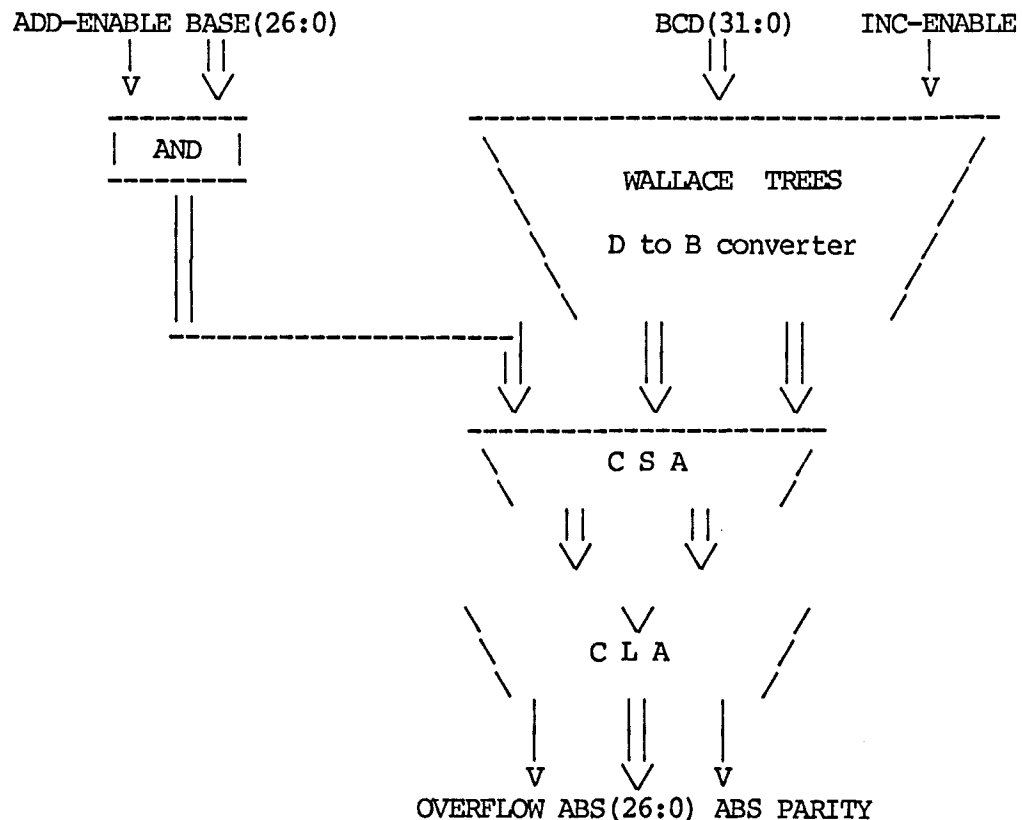 ADD-ENABLE BASE(26:0) BCD(31:0) INC-ENABLE
AND
WALLACE TREES
D to B converter
C S A
C L A
OVERFLOW ABS(26:0) ABS PARITY